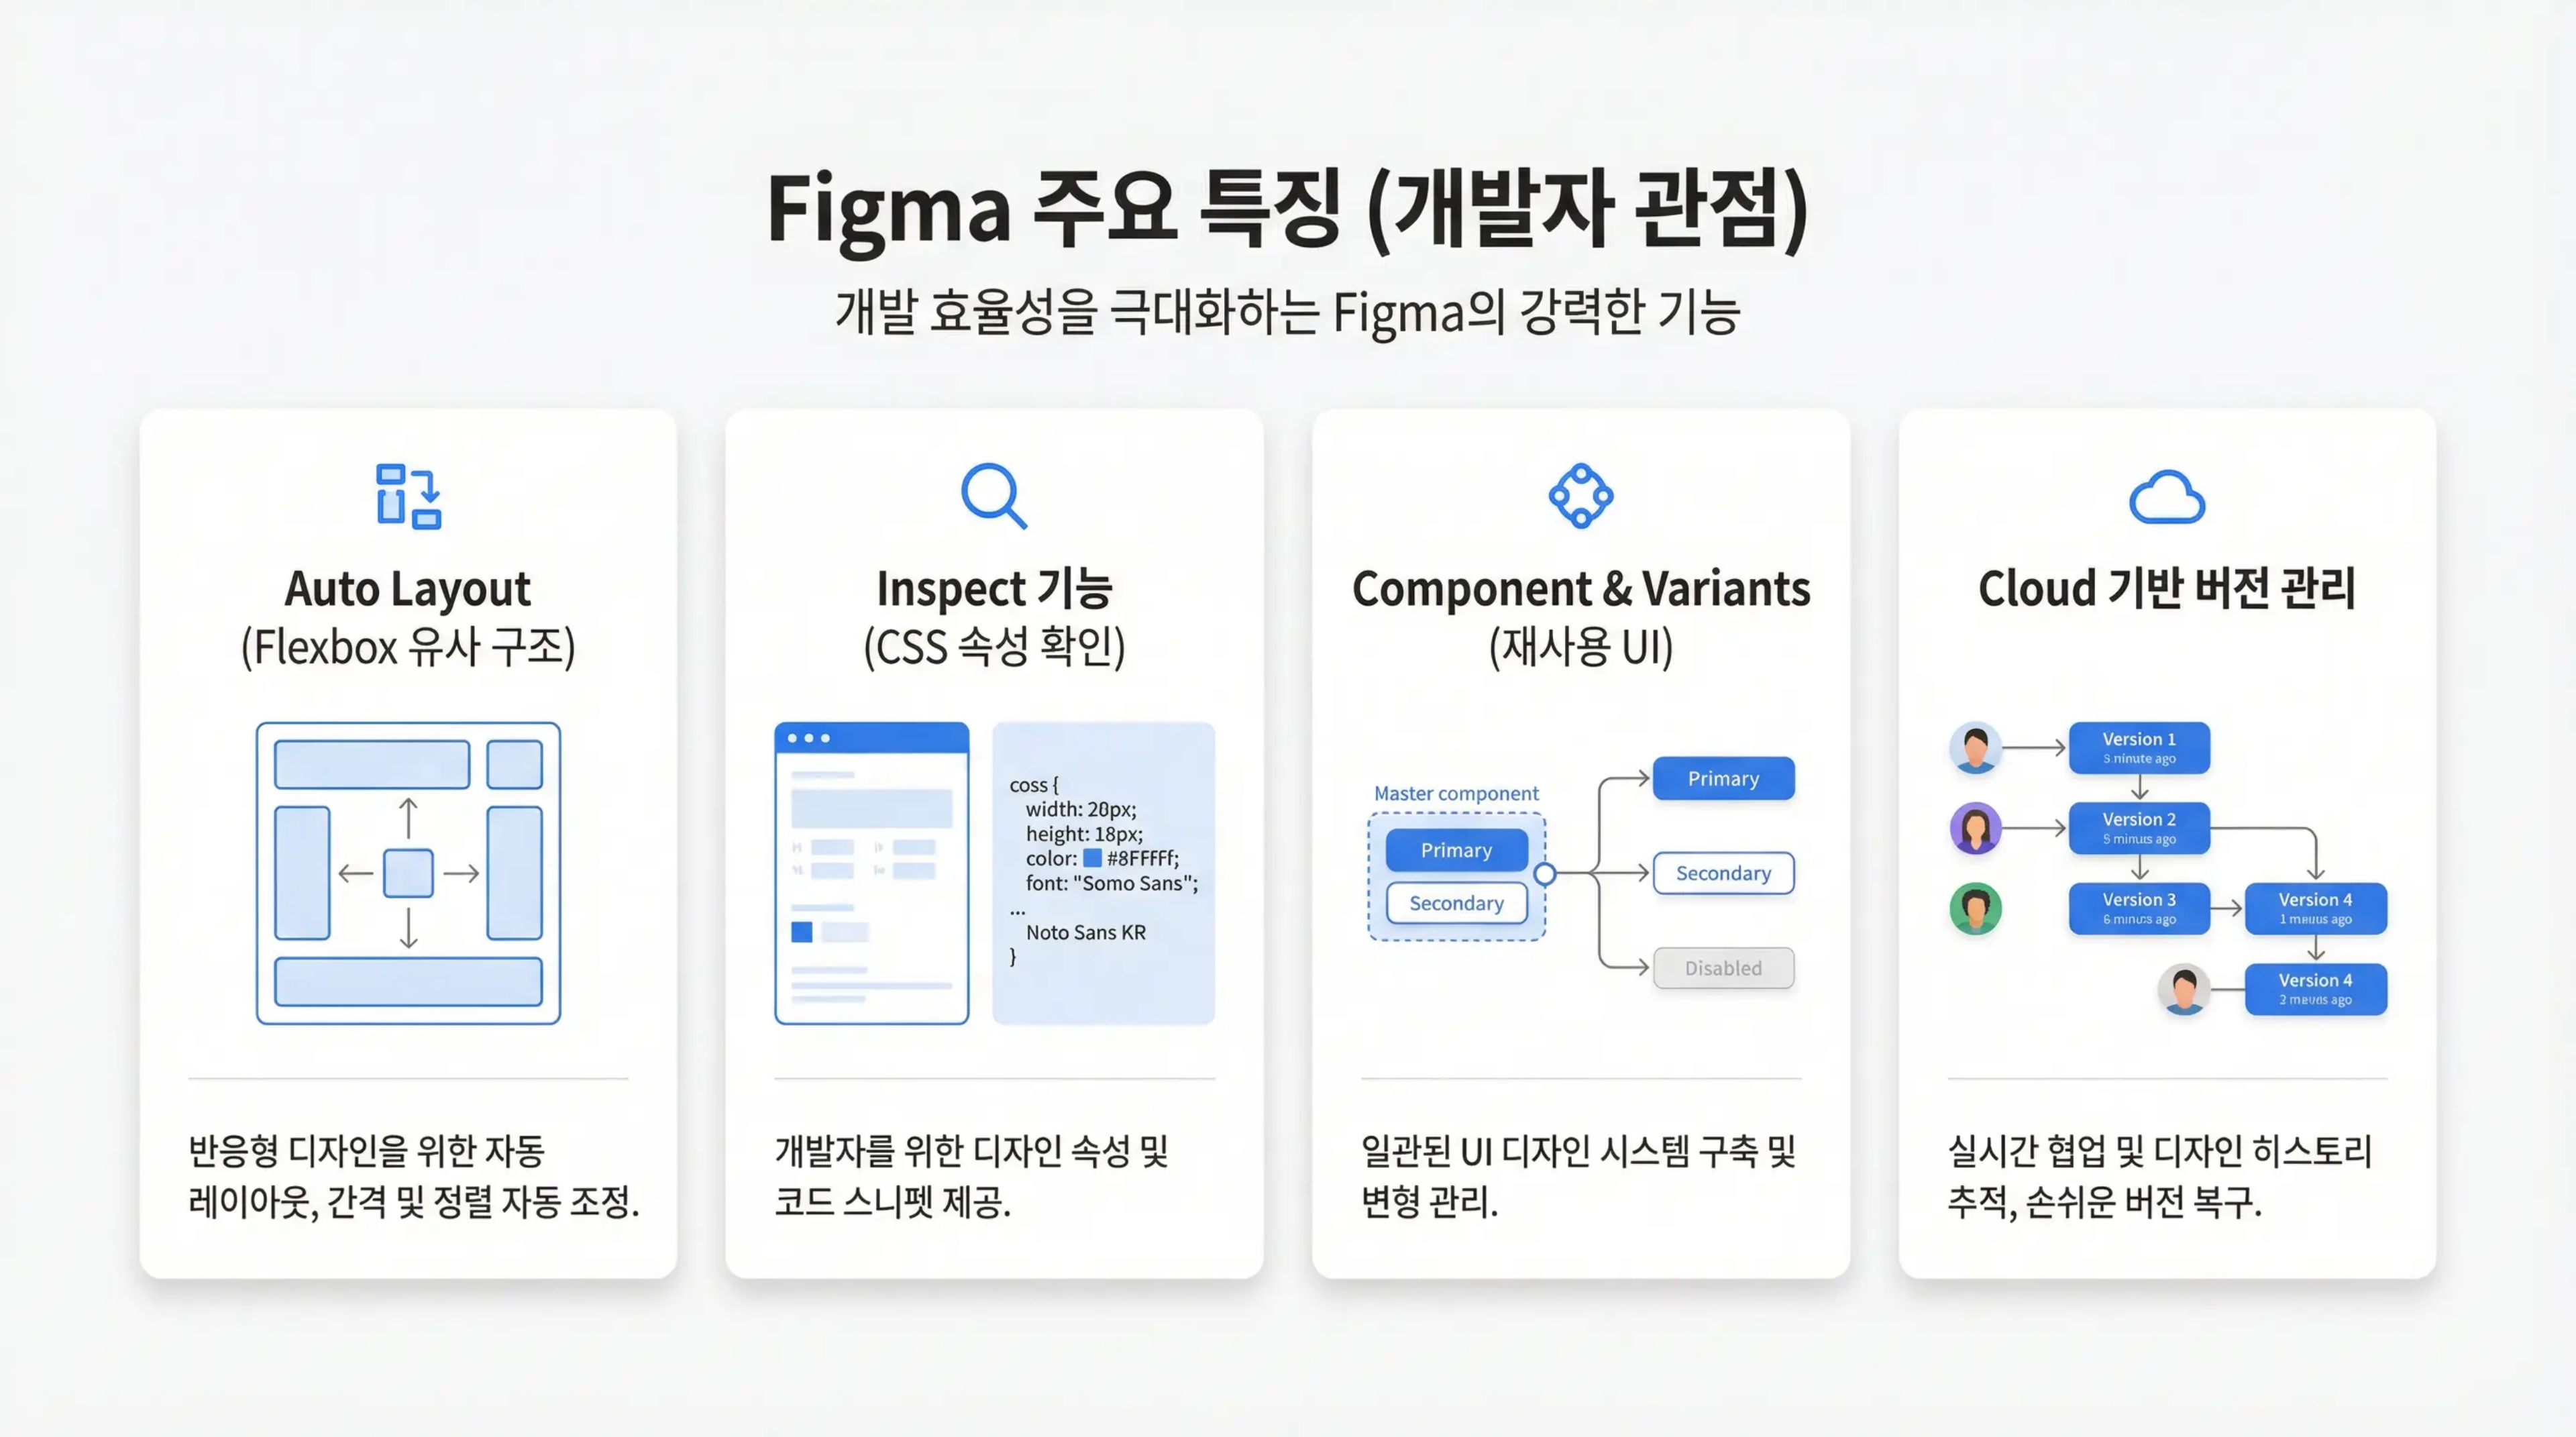 Figma 주요 특징 (개발자 관점)
개발 효율성을 극대화하는 Figma의 강력한 기능
Auto Layout
(Flexbox 유사 구조)
반응형 디자인을 위한 자동
레이아웃, 간격 및 정렬 자동 조정.
Inspect 기능
(CSS 속성 확인)
coss {
width: 20px;
height: 18px;
color: #8FFFFf;
font: "Somo Sans";
...
Noto Sans KR
}
개발자를 위한 디자인 속성 및
코드 스니펫 제공.
Component & Variants
(재사용 UI)
Master component
Primary
Secondary
Primary
Secondary
Disabled
일관된 UI 디자인 시스템 구축 및
변형 관리.
Cloud 기반 버전 관리
Version 1
minute ago
Version 2
5 ago
Version 3
ago
Version 4
1 ago
Version 4
2 ago
실시간 협업 및 디자인 히스토리
추적, 손쉬운 버전 복구.